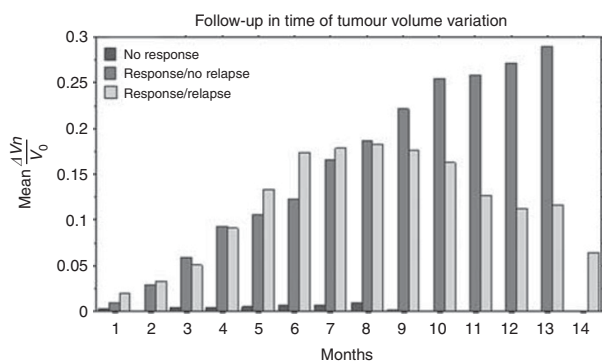 Follow-up in time of tumour volume variation
0.3
0.25
0.2
0.15
0.1
0.05
0
No response
Response/no relapse
Response/relapse
Mean ΔVn/V0
1 2 3 4 5 6 7 8 9 10 11 12 13 14
Months